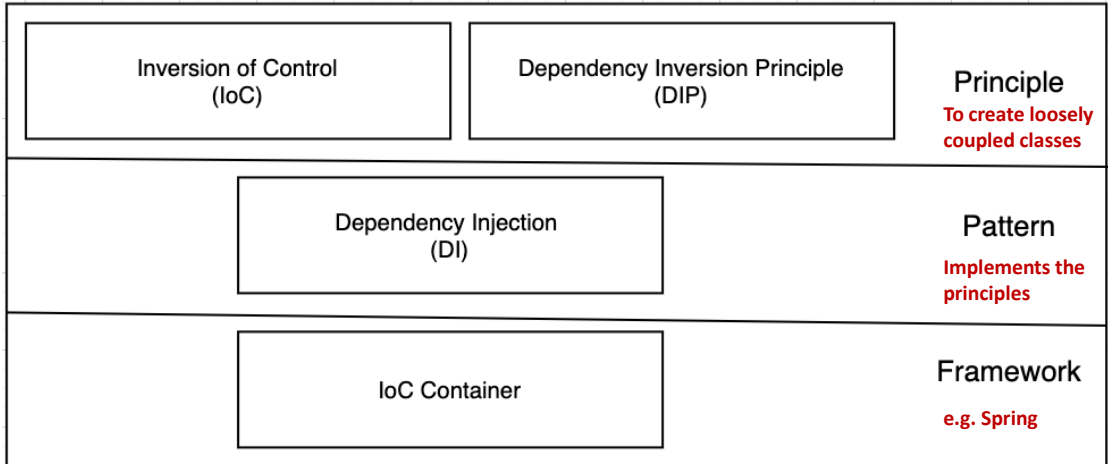 Inversion of Control
(IoC)
Dependency Inversion Principle
(DIP)
Principle
To create loosely
coupled classes
Dependency Injection
(DI)
Pattern
Implements the
principles
IoC Container
Framework
e.g. Spring